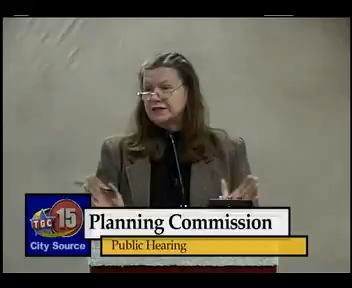 TGC 15
City Source
Planning Commission
Public Hearing